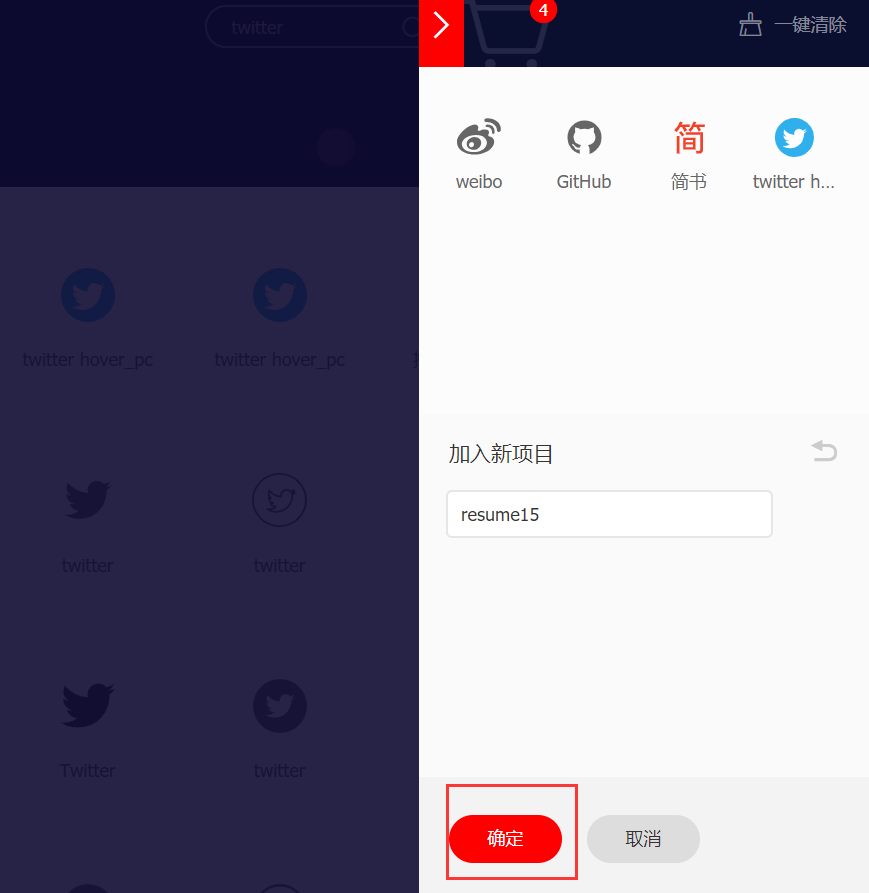 twitter
4
一键清除
weibo
GitHub
简
简书
twitter h...
twitter hover_pc
twitter hover_pc
加入新项目
resume15
twitter
twitter
Twitter
twitter
确定
取消